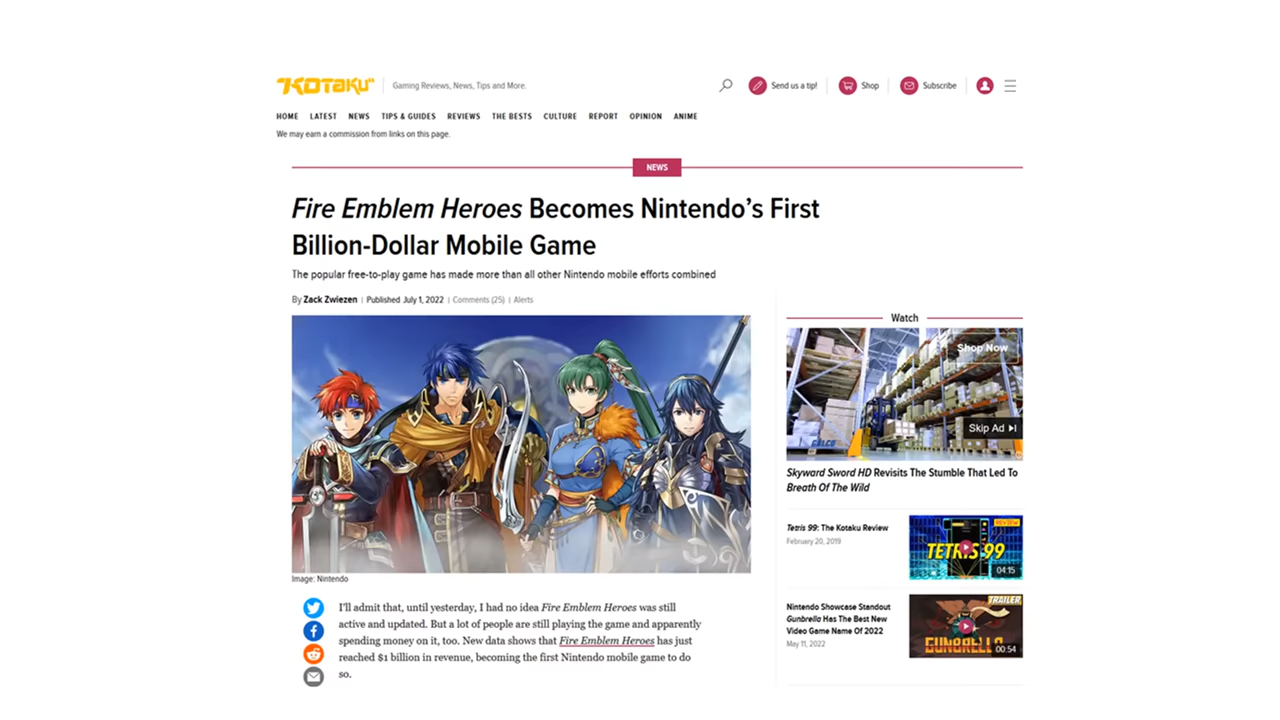 KOTAKU
Gaming Reviews, News, Tips and More.
Send us a tip!
Shop
Subscribe
HOME LATEST NEWS TIPS & GUIDES REVIEWS THE BESTS CULTURE REPORT OPINION ANIME
We may earn a commission from links on this page.
NEWS
Fire Emblem Heroes Becomes Nintendo’s First
Billion-Dollar Mobile Game
The popular free-to-play game has made more than all other Nintendo mobile efforts combined
By Zack Zwiezen | Published July 1, 2022 | Comments (25) | Alerts
Image: Nintendo
I'll admit that, until yesterday, I had no idea Fire Emblem Heroes was still
active and updated. But a lot of people are still playing the game and apparently
spending money on it, too. New data shows that Fire Emblem Heroes has just
reached $1 billion in revenue, becoming the first Nintendo mobile game to do
so.
Watch
Shop Now
Skip Ad
Skyward Sword HD Revisits The Stumble That Led To
Breath Of The Wild
Tetris 99: The Kotaku Review
February 20, 2019
REVIEW
TETRIS 99
04:15
Nintendo Showcase Standout
Gunbrella Has The Best New
Video Game Name Of 2022
May 11, 2022
TRAILER
GUNBRELLA
00:54